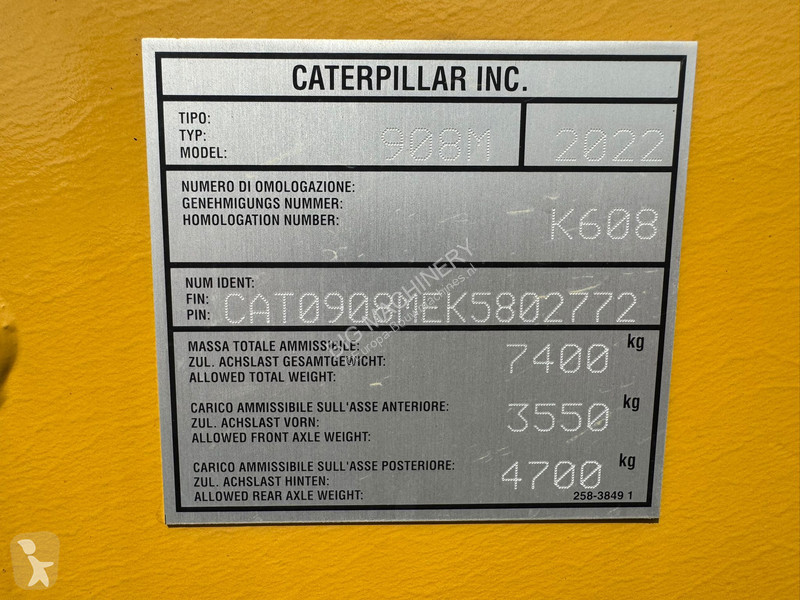 CATERPILLAR INC.
TIPO:
TYP:
MODEL: 908M 2022
NUMERO DI OMOLOGAZIONE:
GENEHMIGUNGS NUMMER:
HOMOLOGATION NUMBER: K608
NUM IDENT:
FIN:
PIN: CAT0908MEK5802772
MASSA TOTALE AMMISSIBILE:
ZUL. ACHSLAST GESAMTGEWICHT: 7400 kg
ALLOWED TOTAL WEIGHT:
CARICO AMMISSIBILE SULL'ASSE ANTERIORE:
ZUL. ACHSLAST VORN: 3550 kg
ALLOWED FRONT AXLE WEIGHT:
CARICO AMMISSIBILE SULL'ASSE POSTERIORE:
ZUL. ACHSLAST HINTEN: 4700 kg
ALLOWED REAR AXLE WEIGHT: 258-3849 1
MACHINERY